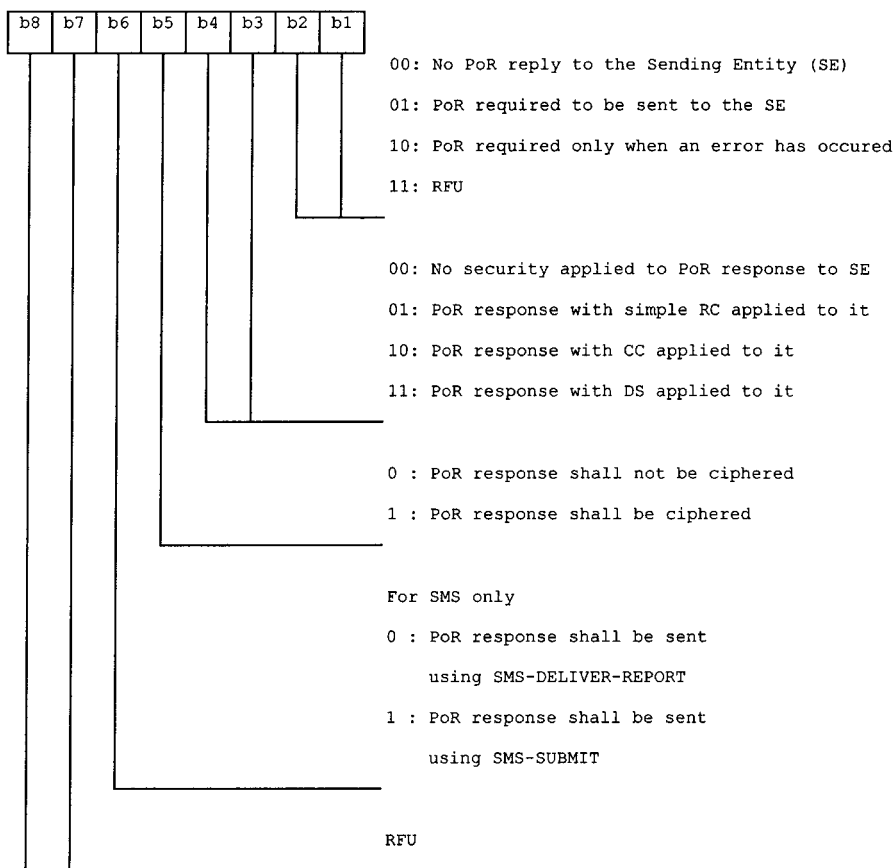 b8 b7 b6 b5 b4 b3 b2 b1
00: No PoR reply to the Sending Entity (SE)
01: PoR required to be sent to the SE
10: PoR required only when an error has occured
11: RFU
00: No security applied to PoR response to SE
01: PoR response with simple RC applied to it
10: PoR response with CC applied to it
11: PoR response with DS applied to it
0 : PoR response shall not be ciphered
1 : PoR response shall be ciphered
For SMS only
0 : PoR response shall be sent
using SMS-DELIVER-REPORT
1 : PoR response shall be sent
using SMS-SUBMIT
RFU